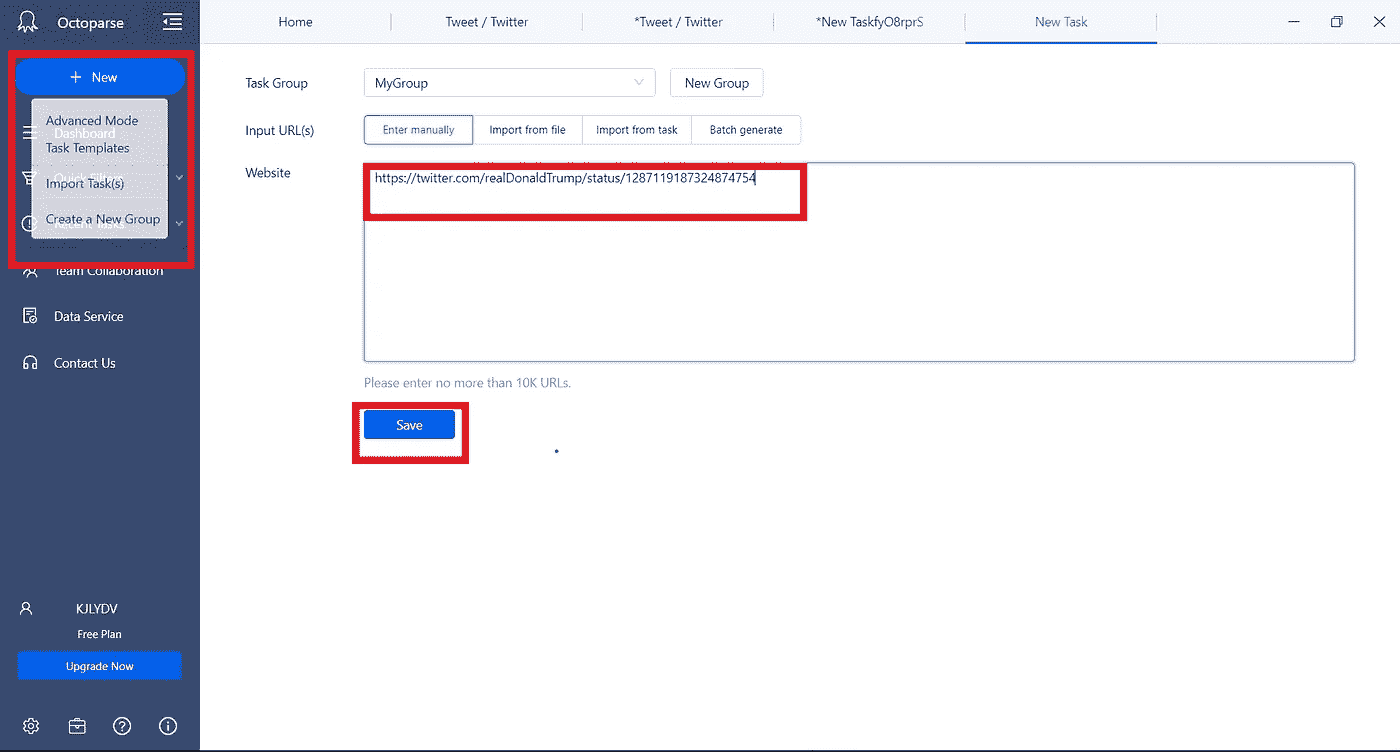 Octoparse
Home
Tweet / Twitter
*Tweet / Twitter
*New TaskfyO8rprS
New Task
+ New
Advanced Mode
Dashboard
Task Templates
Quick Filters
Import Task(s)
Create a New Group
Recent Tasks
Team Collaboration
Data Service
Contact Us
Task Group
MyGroup
New Group
Input URL(s)
Enter manually
Import from file
Import from task
Batch generate
Website
https://twitter.com/realDonaldTrump/status/1287119187324874754
Please enter no more than 10K URLs.
Save
KJLYDV
Free Plan
Upgrade Now